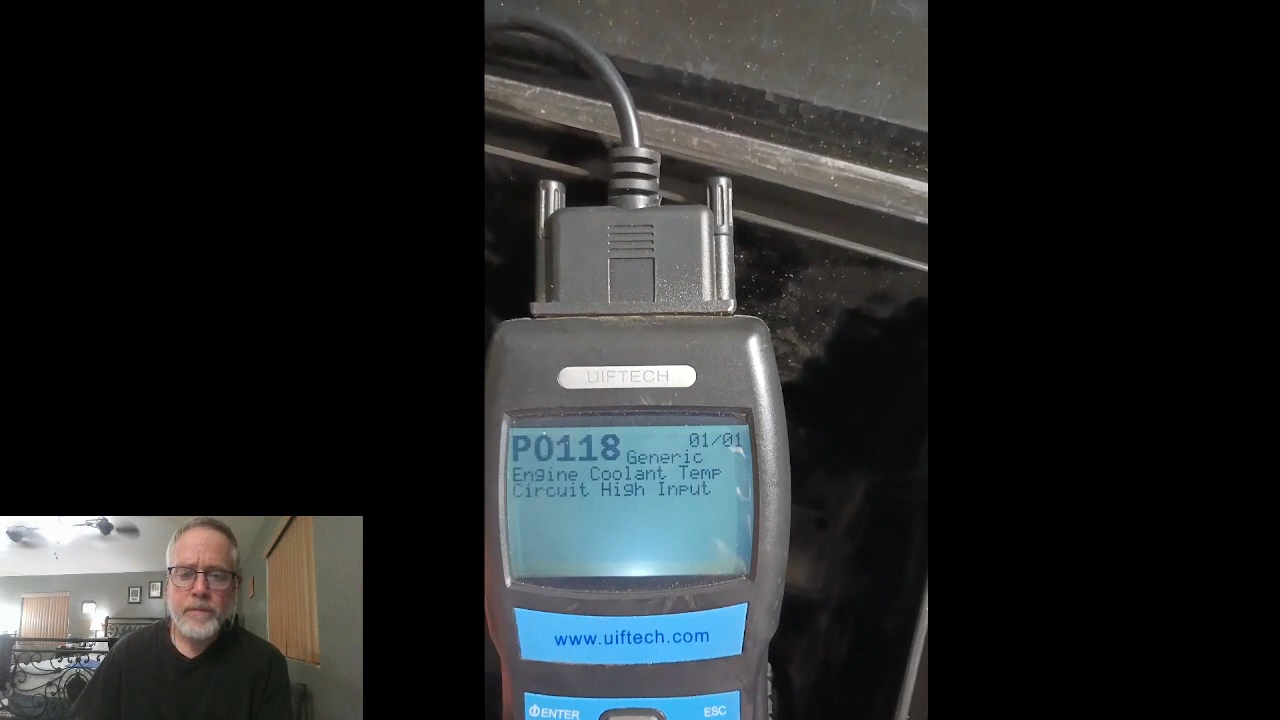 UIFTECH
P0118 Generic 01/01
Engine Coolant Temp
Circuit High Input
www.uiftech.com
ENTER ESC